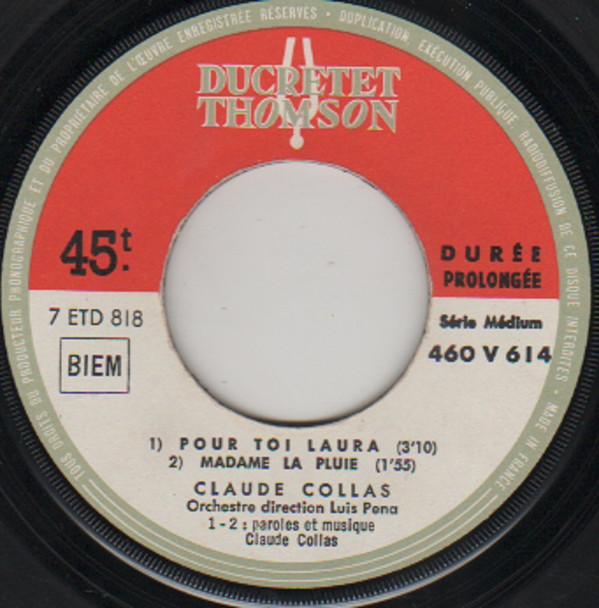 TOUS DROITS DU PRODUCTEUR PHONOGRAPHIQUE ET DU PROPRIÉTAIRE DE L'ŒUVRE ENREGISTRÉE RÉSERVÉS • DUPLICATION, EXÉCUTION PUBLIQUE, RADIODIFFUSION DE CE DISQUE INTERDITES • MADE IN FRANCE
DUCRETET
THOMSON
45t.
DURÉE
PROLONGÉE
7 ETD 818
Série Médium
BIEM
460 V 614
1) POUR TOI LAURA (3'10)
2) MADAME LA PLUIE (1'55)
CLAUDE COLLAS
Orchestre direction Luis Pena
1 - 2 : paroles et musique
Claude Collas